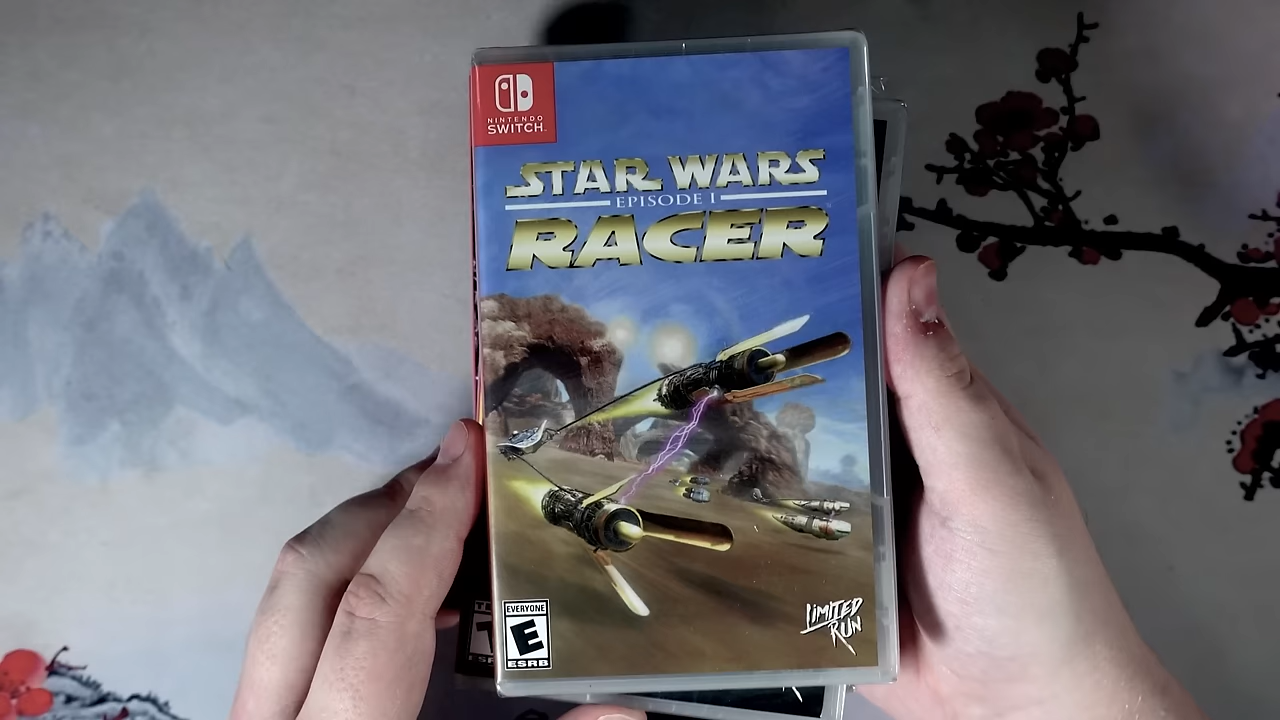 NINTENDO
SWITCH
STAR WARS
EPISODE I
RACER
EVERYONE
E
ESRB
LIMITED
RUN
T